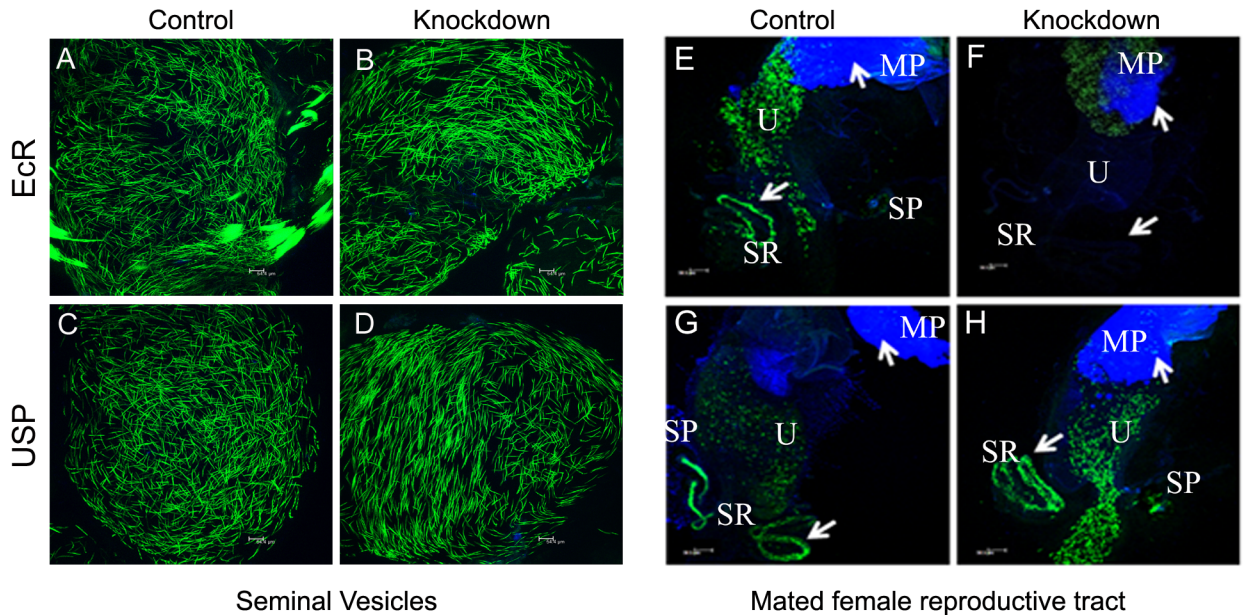 Control Knockdown Control Knockdown
EcR
A B E F
MP MP
U U
SP
SR SR
USP
C D G H
MP MP
SP U U
SR SP
SR
Seminal Vesicles Mated female reproductive tract